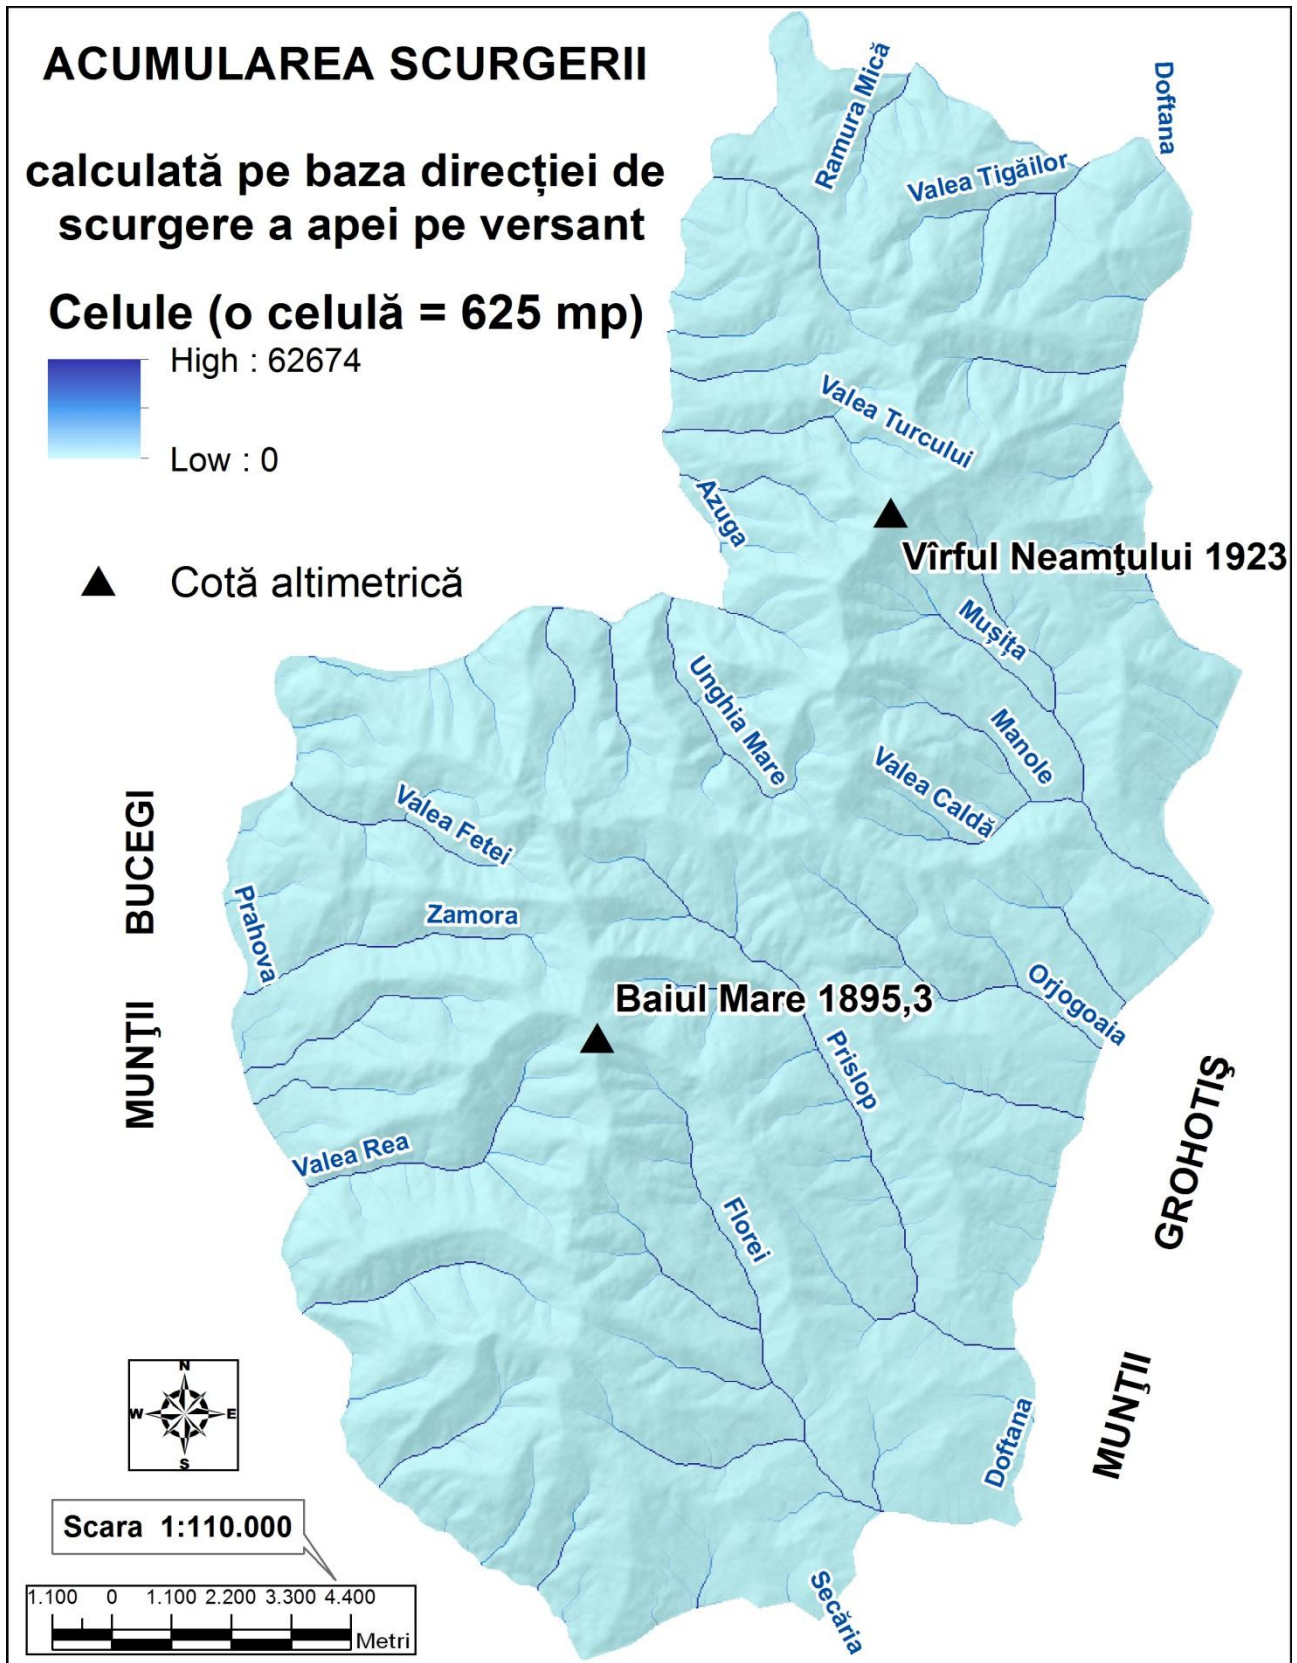 ACUMULAREA SCURGERII
calculată pe baza direcției de
scurgere a apei pe versant
Celule (o celulă = 625 mp)
High : 62674
Low : 0
Cotă altimetrică
Ramura Mică
Doftana
Valea Tigăilor
Valea Turcului
Azuga
Vîrful Neamţului 1923
Mușița
Unghia Mare
Manole
Valea Caldă
Valea Fetei
MUNŢII BUCEGI
Prahova
Zamora
Orjogoaia
Baiul Mare 1895,3
Prislop
Valea Rea
Florei
MUNŢII GROHOTIŞ
Doftana
Secăria
N
W E
S
Scara 1:110.000
1.100 0 1.100 2.200 3.300 4.400
Metri